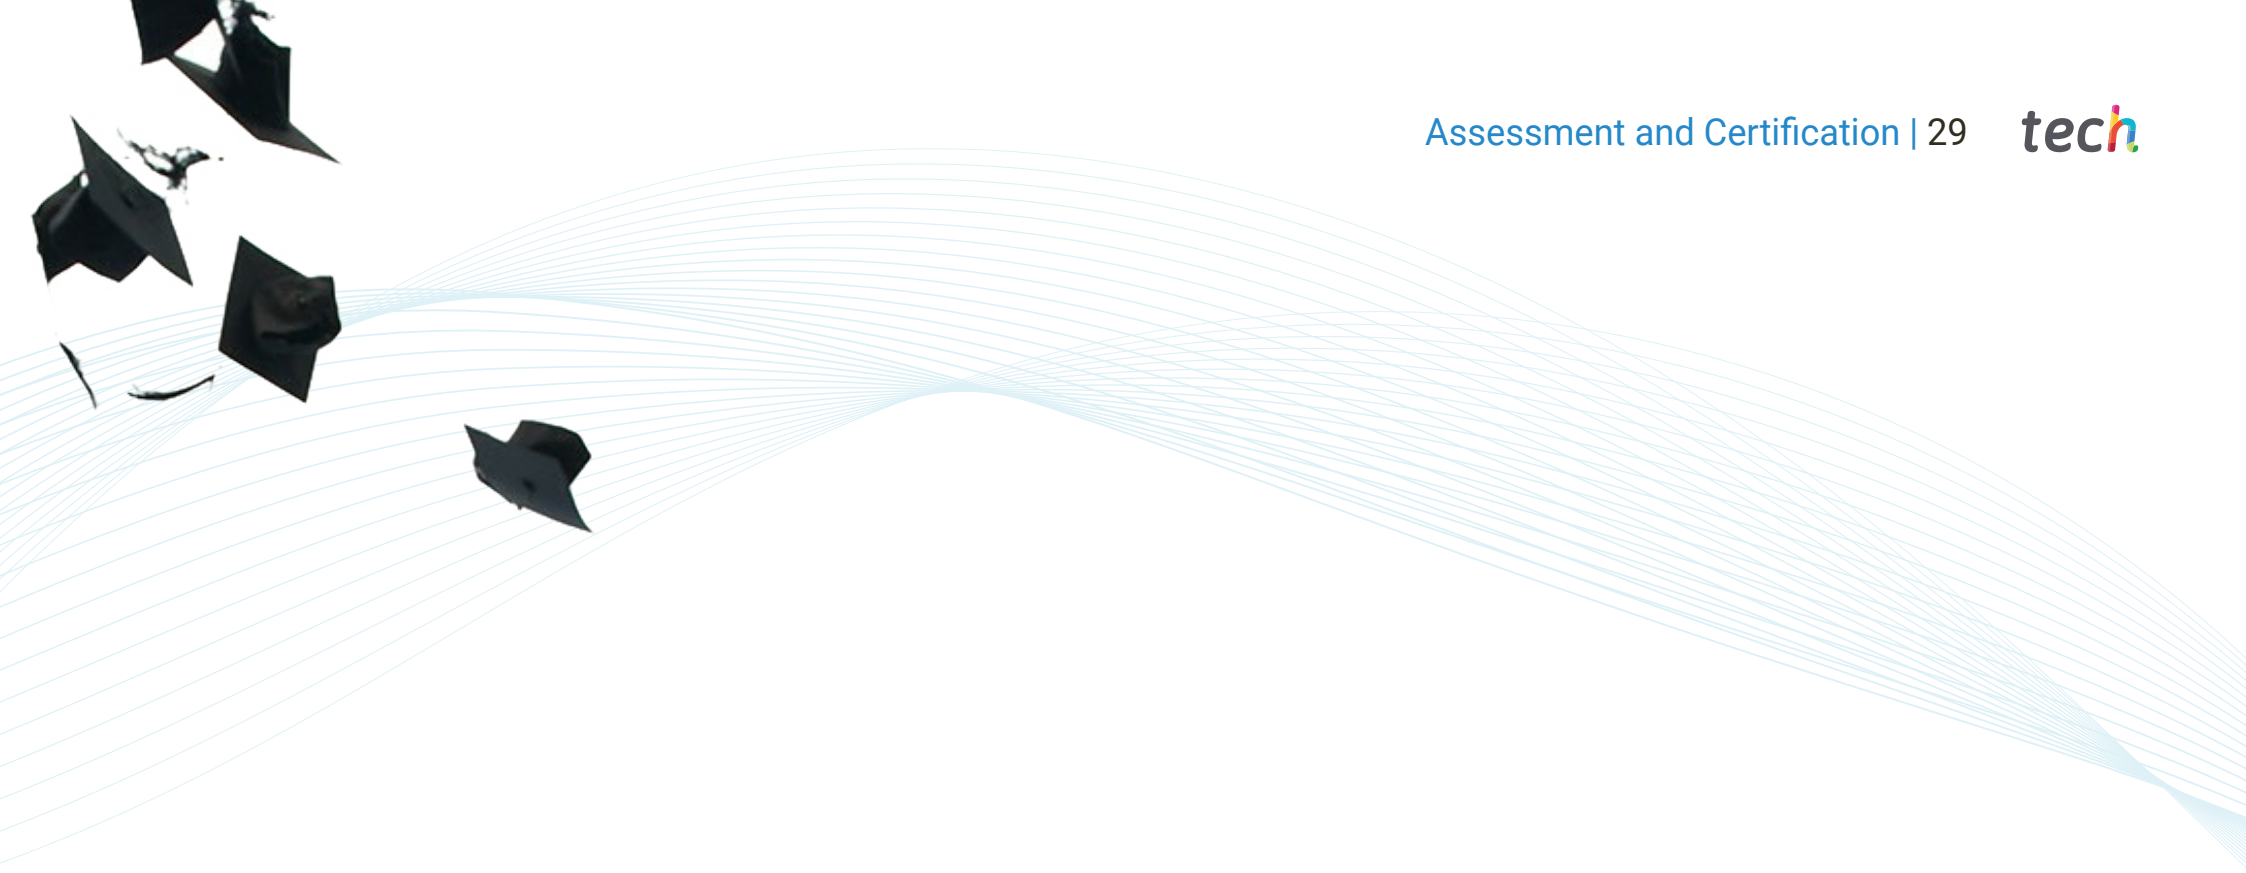 Assessment and Certification | 29 tech